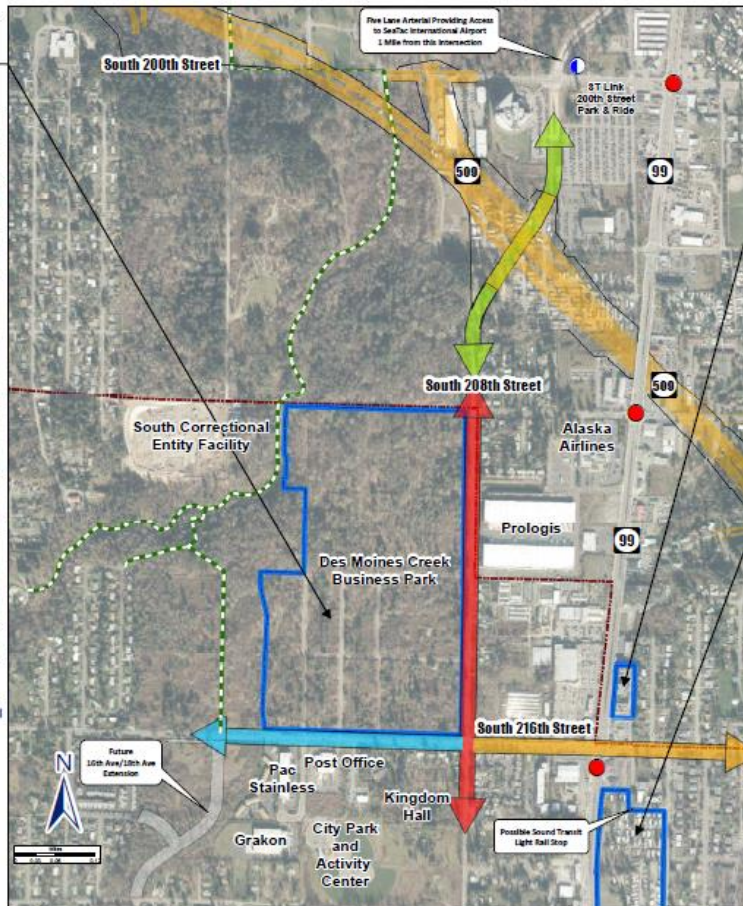 Five Lane Arterial Providing Access
to SeaTac International Airport
1 Mile from this Intersection
South 200th Street
ST Link
200th Street
Park & Ride
509
99
South 208th Street
509
South Correctional
Entity Facility
Alaska
Airlines
Prologis
99
Des Moines Creek
Business Park
South 216th Street
Future
16th Ave/18th Ave
Extension
N
Post Office
Pac
Stainless
Kingdom
Hall
Grakon
City Park
and
Activity
Center
Possible Sound Transit
Light Rail Stop